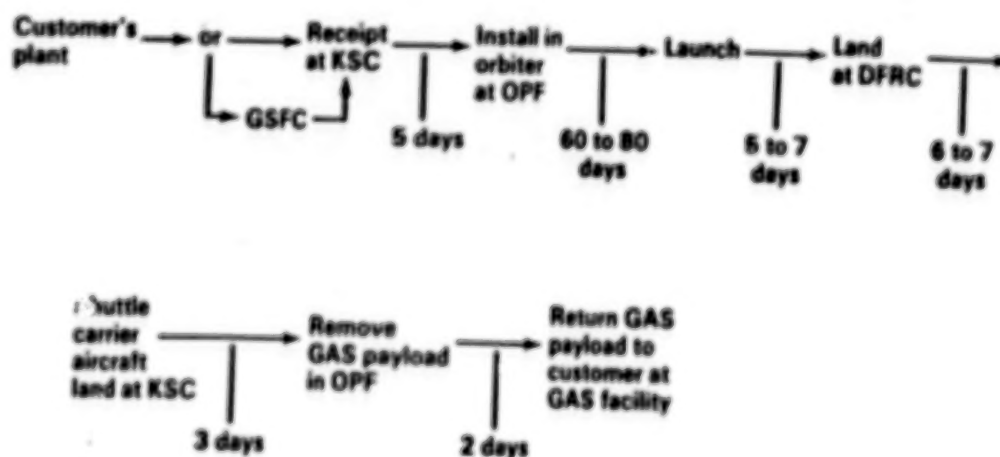 Customer's
plant
or
Receipt
at KSC
GSFC
5 days
Install in
orbiter
at OPF
60 to 80
days
Launch
5 to 7
days
Land
at DFRC
6 to 7
days
carrier
aircraft
land at KSC
3 days
Remove
GAS payload
in OPF
2 days
Return GAS
payload to
customer at
GAS facility